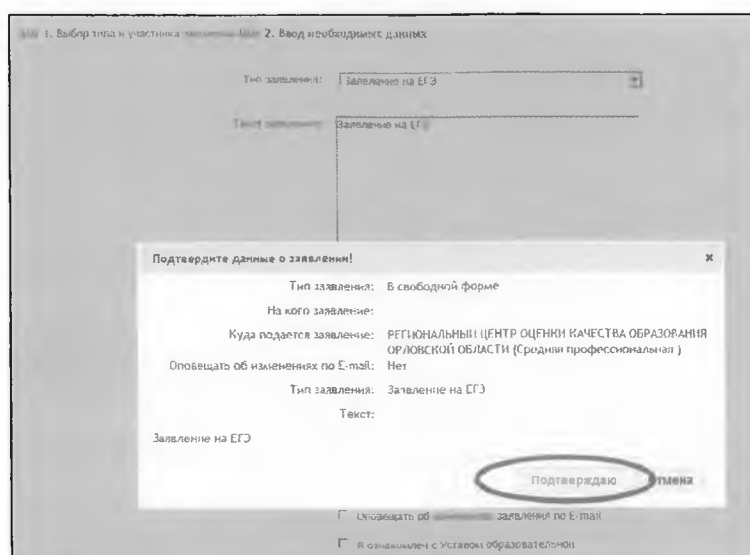 1. Выбор типа и участника 2. Ввод необходимых данных
Тип заявления: Заявление на ЕГЭ
Текст Заявление на ЕГЭ
Подтвердите данные о заявлении! x
Тип заявления: В свободной форме
На кого заявление:
Куда подается заявление: РЕГИОНАЛЬНЫЙ ЦЕНТР ОЦЕНКИ КАЧЕСТВА ОБРАЗОВАНИЯ
ОРЛОВСКОЙ ОБЛАСТИ (Средняя профессиональная )
Оповещать об изменениях по E-mail: Нет
Тип заявления: Заявление на ЕГЭ
Текст:
Заявление на ЕГЭ
Подтверждаю Отмена
Оповещать об заявления по E-mail
Я ознакомлен с Уставом образовательной